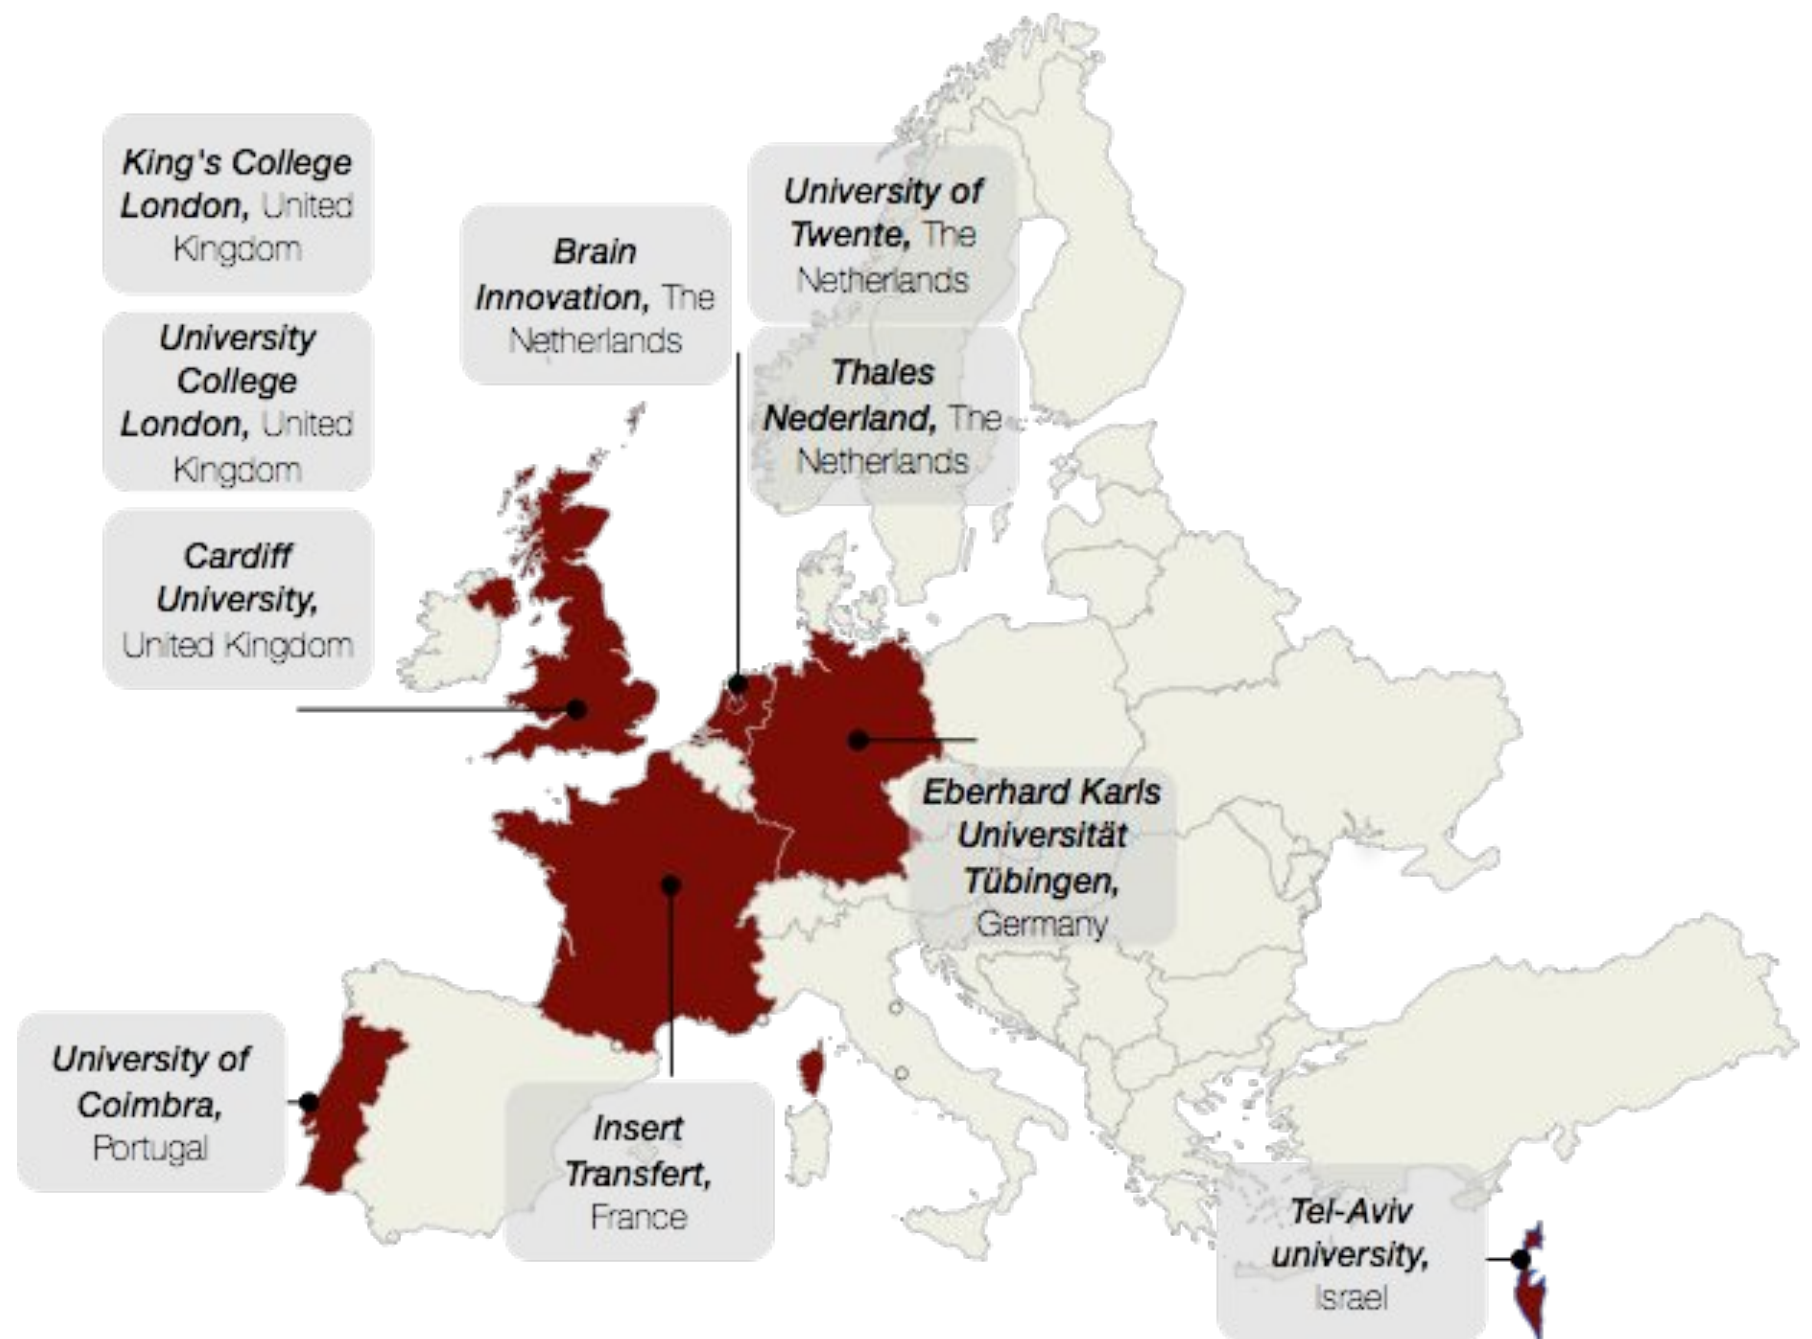 King's College
London, United
Kingdom
University
College
London, United
Kingdom
Cardiff
University,
United Kingdom
Brain
Innovation, The
Netherlands
University of
Twente, The
Netherlands
Thales
Nederland, The
Netherlands
Eberhard Karls
Universität
Tübingen,
Germany
University of
Coimbra,
Portugal
Insert
Transfert,
France
Tel-Aviv
university,
Israel